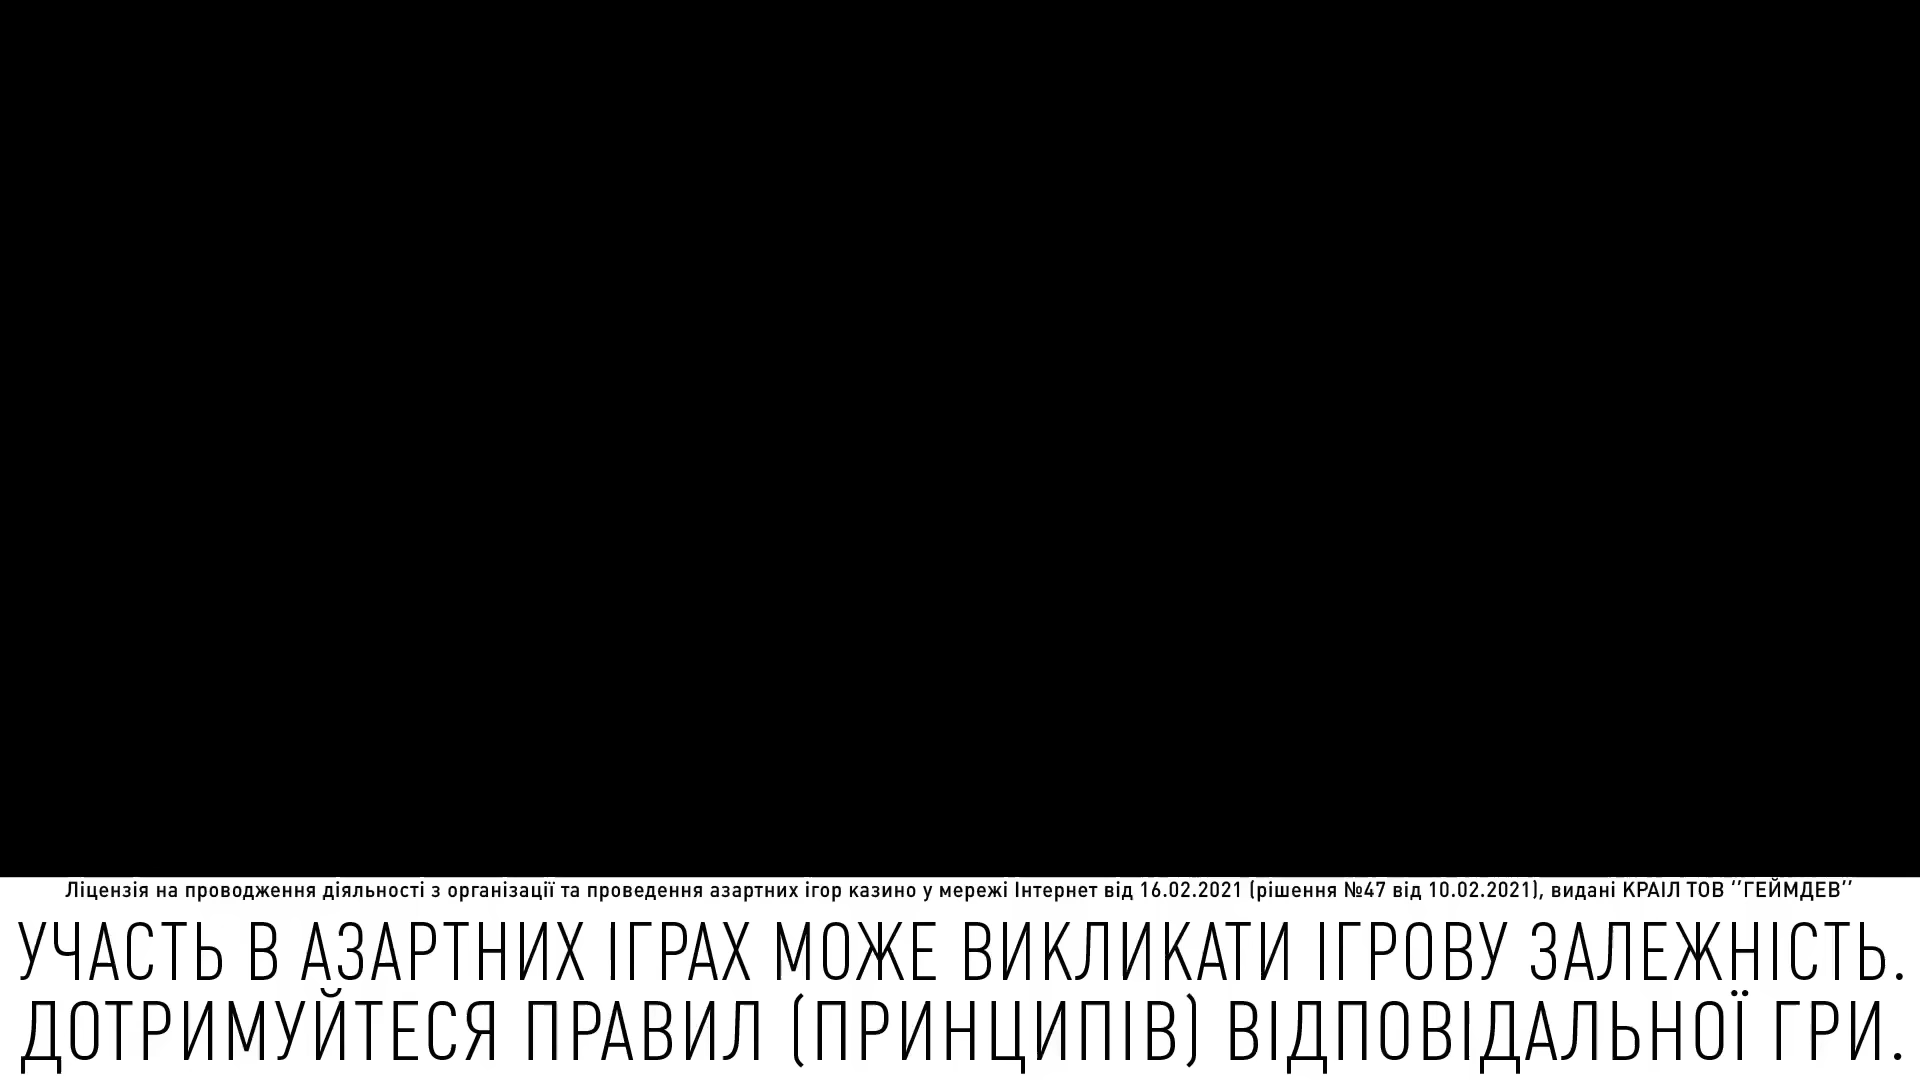 Ліцензія на проводження діяльності з організації та проведення азартних ігор казино у мережі Інтернет від 16.02.2021 (рішення №47 від 10.02.2021), видані КРАІЛ ТОВ ‘‘ГЕЙМДЕВ’’
УЧАСТЬ В АЗАРТНИХ ІГРАХ МОЖЕ ВИКЛИКАТИ ІГРОВУ ЗАЛЕЖНІСТЬ.
ДОТРИМУЙТЕСЯ ПРАВИЛ (ПРИНЦИПІВ) ВІДПОВІДАЛЬНОЇ ГРИ.